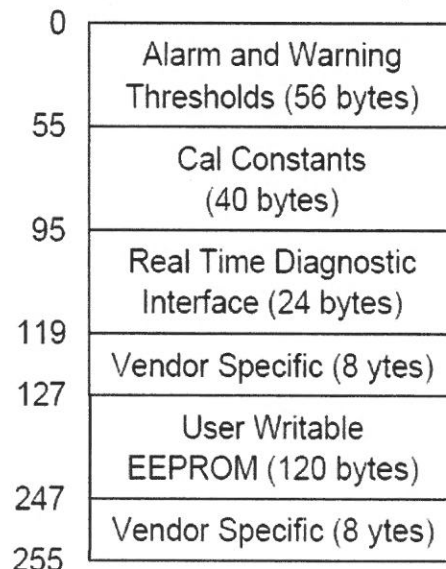 0
Alarm and Warning
Thresholds (56 bytes)
55
Cal Constants
(40 bytes)
95
Real Time Diagnostic
Interface (24 bytes)
119
Vendor Specific (8 ytes)
127
User Writable
EEPROM (120 bytes)
247
Vendor Specific (8 ytes)
255